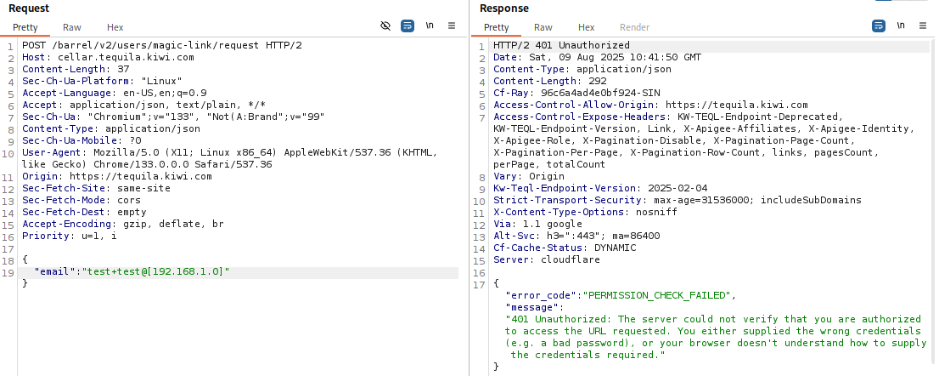 Request
Pretty Raw Hex
\n
1 POST /barrel/v2/users/magic-link/request HTTP/2
2 Host: cellar.tequila.kiwi.com
3 Content-Length: 37
4 Sec-Ch-Ua-Platform: "Linux"
5 Accept-Language: en-US,en;q=0.9
6 Accept: application/json, text/plain, */*
7 Sec-Ch-Ua: "Chromium";v="133", "Not(A:Brand";v="99"
8 Content-Type: application/json
9 Sec-Ch-Ua-Mobile: ?0
10 User-Agent: Mozilla/5.0 (X11; Linux x86_64) AppleWebKit/537.36 (KHTML,
like Gecko) Chrome/133.0.0.0 Safari/537.36
11 Origin: https://tequila.kiwi.com
12 Sec-Fetch-Site: same-site
13 Sec-Fetch-Mode: cors
14 Sec-Fetch-Dest: empty
15 Accept-Encoding: gzip, deflate, br
16 Priority: u=1, i
17
18 {
19 "email":"test+test@[192.168.1.0]"
}
Response
Pretty Raw Hex Render
\n
1 HTTP/2 401 Unauthorized
2 Date: Sat, 09 Aug 2025 10:41:50 GMT
3 Content-Type: application/json
4 Content-Length: 292
5 Cf-Ray: 96c6a4ad4e0bf924-SIN
6 Access-Control-Allow-Origin: https://tequila.kiwi.com
7 Access-Control-Expose-Headers: KW-TEQL-Endpoint-Deprecated,
KW-TEQL-Endpoint-Version, Link, X-Apigee-Affiliates, X-Apigee-Identity,
X-Apigee-Role, X-Pagination-Disable, X-Pagination-Page-Count,
X-Pagination-Per-Page, X-Pagination-Row-Count, links, pagesCount,
perPage, totalCount
8 Vary: Origin
9 Kw-Teql-Endpoint-Version: 2025-02-04
10 Strict-Transport-Security: max-age=31536000; includeSubDomains
11 X-Content-Type-Options: nosniff
12 Via: 1.1 google
13 Alt-Svc: h3=":443"; ma=86400
14 Cf-Cache-Status: DYNAMIC
15 Server: cloudflare
16
17 {
"error_code":"PERMISSION_CHECK_FAILED",
"message":
"401 Unauthorized: The server could not verify that you are authorized
to access the URL requested. You either supplied the wrong credentials
(e.g. a bad password), or your browser doesn't understand how to supply
the credentials required."
}